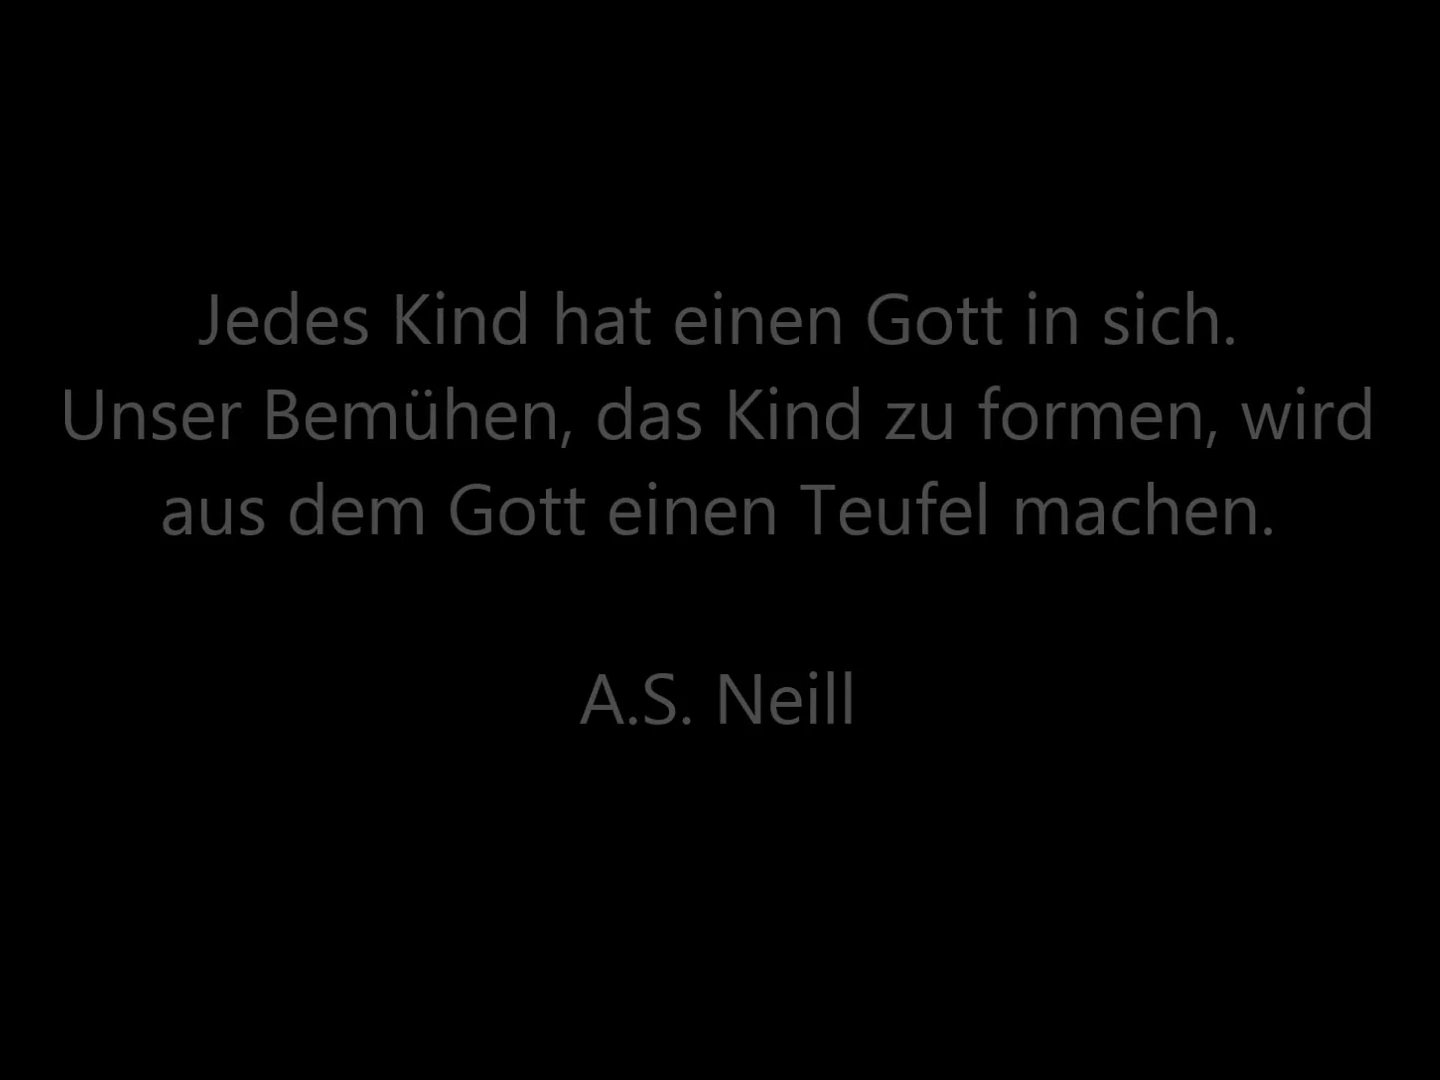 Jedes Kind hat einen Gott in sich.
Unser Bemühen, das Kind zu formen, wird
aus dem Gott einen Teufel machen.
A.S. Neill